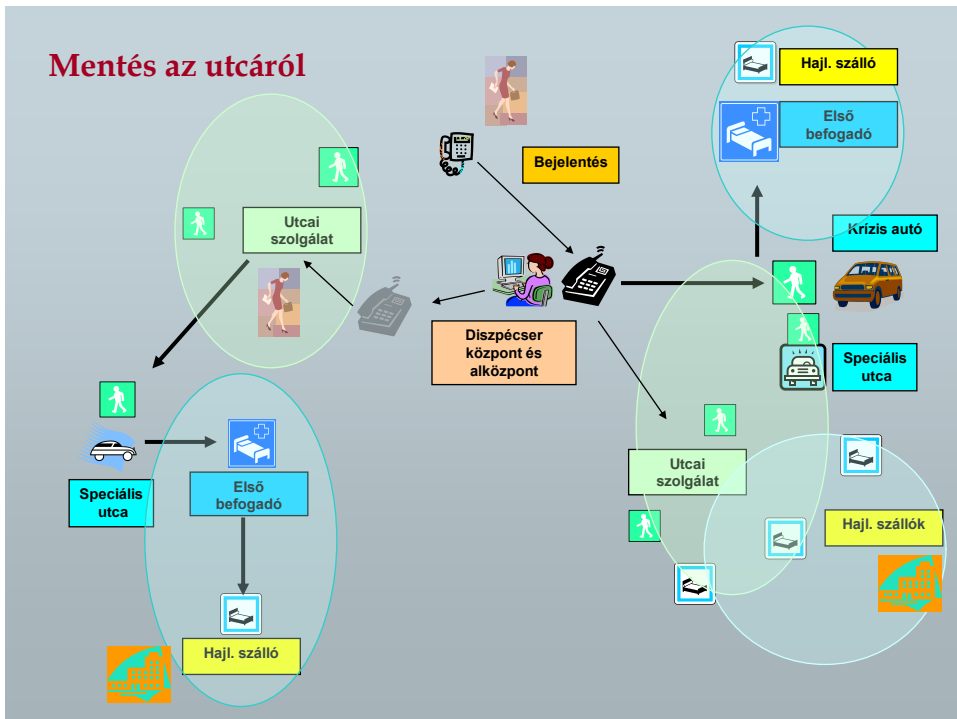 Mentés az utcáról
Hajl. szálló
Első
befogadó
Bejelentés
Utcai
szolgálat
Krízis autó
Diszpécser
központ és
alközpont
Speciális
utca
Utcai
szolgálat
Speciális
utca
Első
befogadó
Hajl. szállók
Hajl. szálló